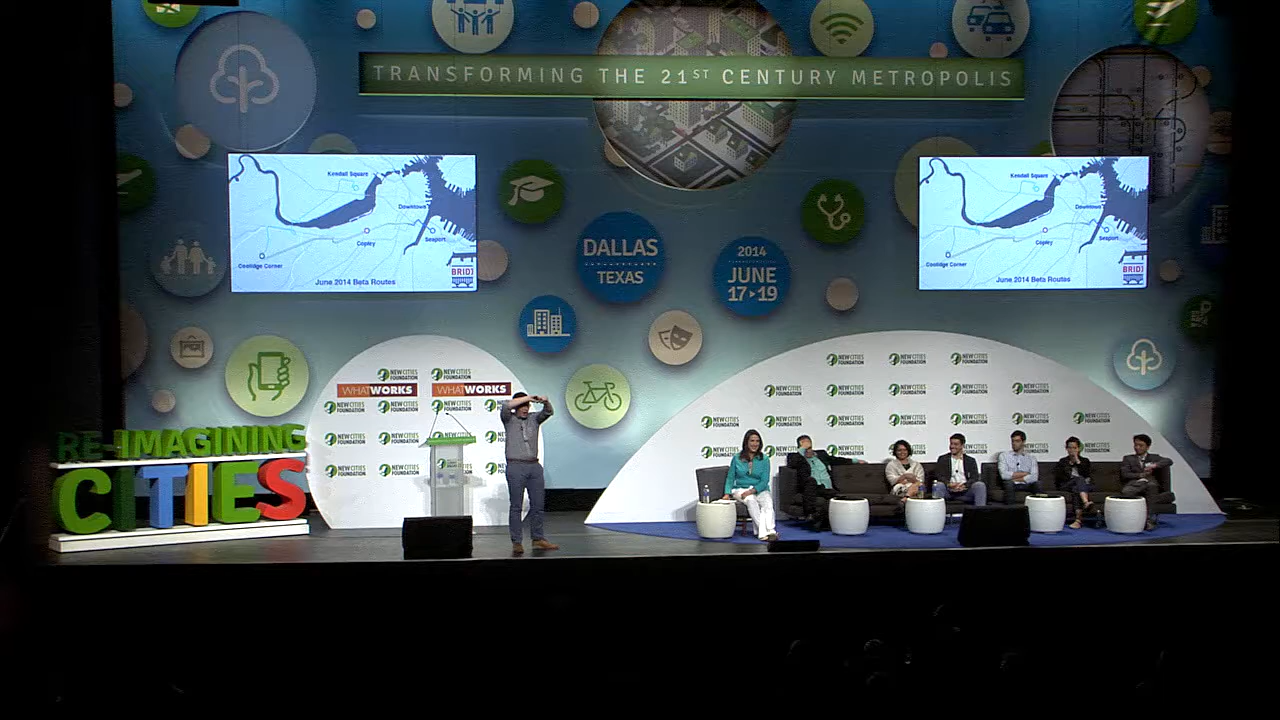 TRANSFORMING THE 21ST CENTURY METROPOLIS
Kendall Square
Downtown
Copley
Seaport
Coolidge Corner
BRIDJ
June 2014 Beta Routes
Kendall Square
Downtown
Copley
Seaport
Coolidge Corner
BRIDJ
June 2014 Beta Routes
DALLAS
TEXAS
2014
JUNE
17▸19
RE-IMAGINING
CITIES
WHATWORKS
WHATWORKS
NEWCITIES
FOUNDATION